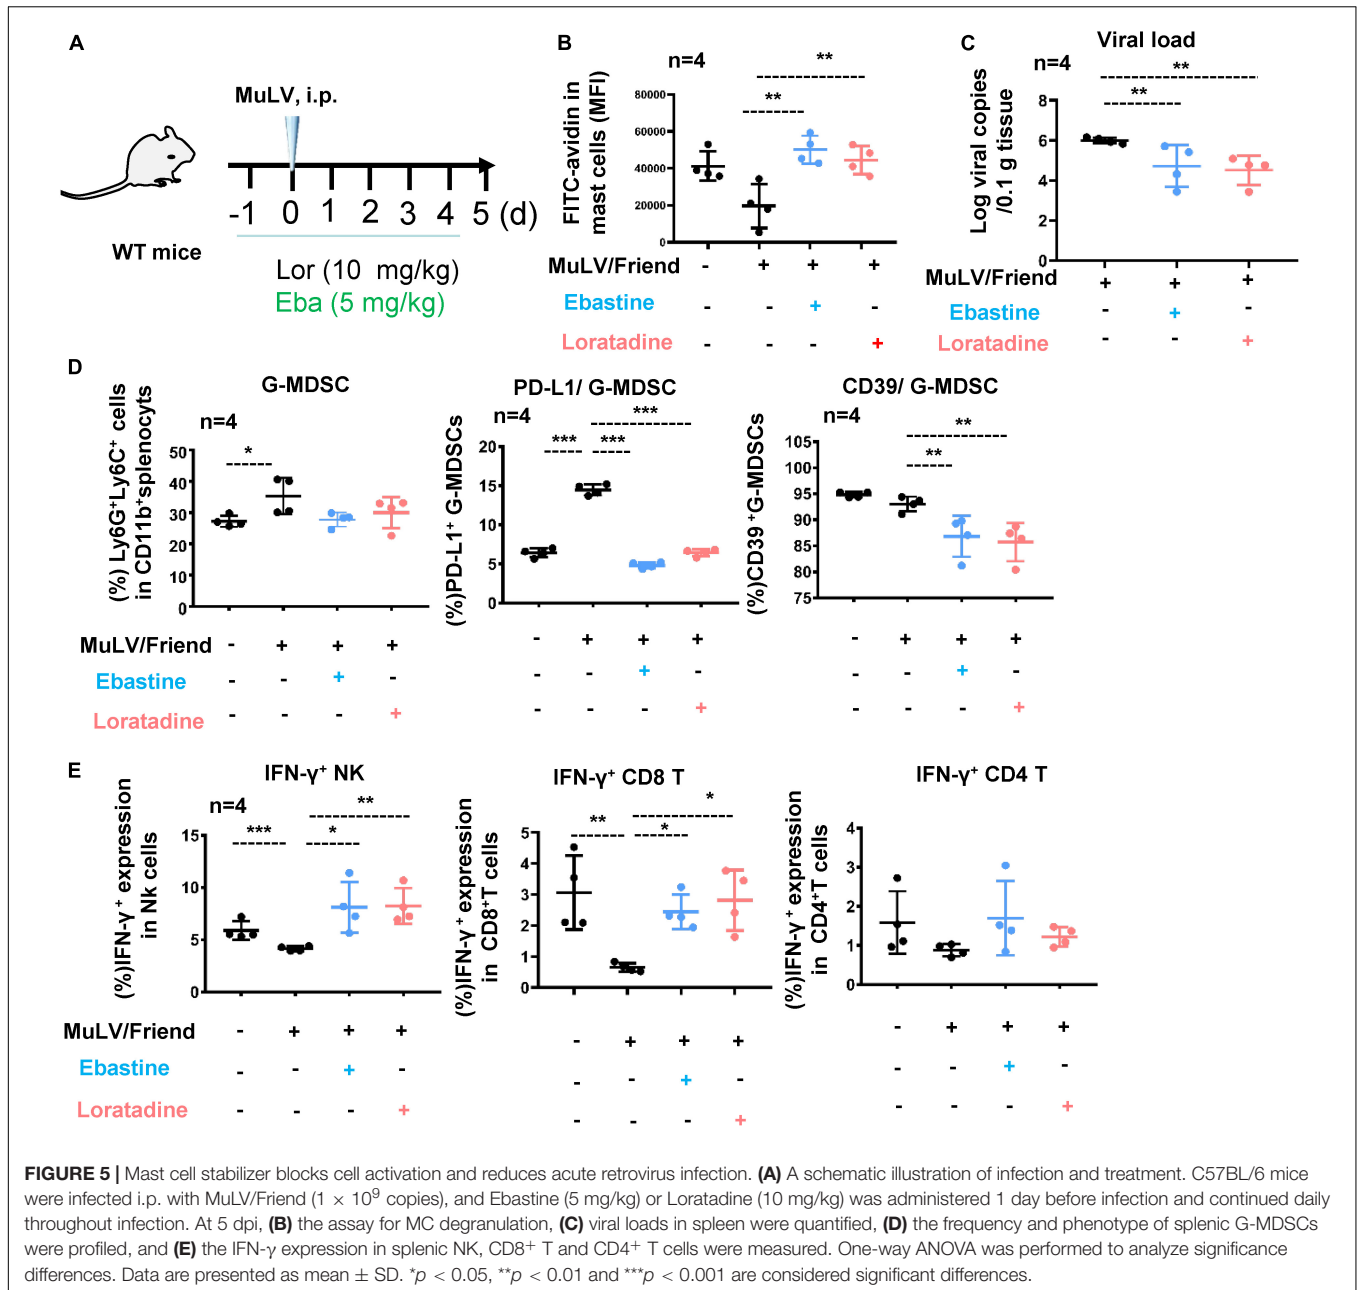 A
MuLV, i.p.
-1 0 1 2 3 4 5 (d)
WT mice
Lor (10 mg/kg)
Eba (5 mg/kg)
B
n=4
**
**
FITC-avidin in
mast cells (MFI)
80000
60000
40000
20000
0
MuLV/Friend - + + +
Ebastine - - + -
Loratadine - - - +
C
Viral load
n=4
**
**
Log viral copies
/0.1 g tissue
8
6
4
2
0
MuLV/Friend + + +
Ebastine - + -
Loratadine - - +
D
G-MDSC
n=4
*
(%) Ly6G⁺Ly6C⁺ cells
in CD11b⁺splenocyts
50
40
30
20
10
0
MuLV/Friend - + + +
Ebastine - - + -
Loratadine - - - +
PD-L1/ G-MDSC
n=4
***
*** ***
(%)PD-L1⁺ G-MDSCs
20
15
10
5
0
- + + +
- - + -
- - - +
CD39/ G-MDSC
n=4
**
**
(%)CD39⁺G-MDSCs
105
100
95
90
85
80
75
- + + +
- - + -
- - - +
E
IFN-γ⁺ NK
n=4
**
*** *
(%)IFN-γ⁺ expression
in Nk cells
15
10
5
0
MuLV/Friend - + + +
Ebastine - - + -
Loratadine - - - +
IFN-γ⁺ CD8 T
*
** *
(%)IFN-γ⁺ expression
in CD8⁺T cells
5
4
3
2
1
0
- + + +
- - + -
- - - +
IFN-γ⁺ CD4 T
(%)IFN-γ⁺ expression
in CD4⁺T cells
4
3
2
1
0
- + + +
- - + -
- - - +
FIGURE 5 | Mast cell stabilizer blocks cell activation and reduces acute retrovirus infection. (A) A schematic illustration of infection and treatment. C57BL/6 mice
were infected i.p. with MuLV/Friend (1 × 10⁹ copies), and Ebastine (5 mg/kg) or Loratadine (10 mg/kg) was administered 1 day before infection and continued daily
throughout infection. At 5 dpi, (B) the assay for MC degranulation, (C) viral loads in spleen were quantified, (D) the frequency and phenotype of splenic G-MDSCs
were profiled, and (E) the IFN-γ expression in splenic NK, CD8⁺ T and CD4⁺ T cells were measured. One-way ANOVA was performed to analyze significance
differences. Data are presented as mean ± SD. *p < 0.05, **p < 0.01 and ***p < 0.001 are considered significant differences.